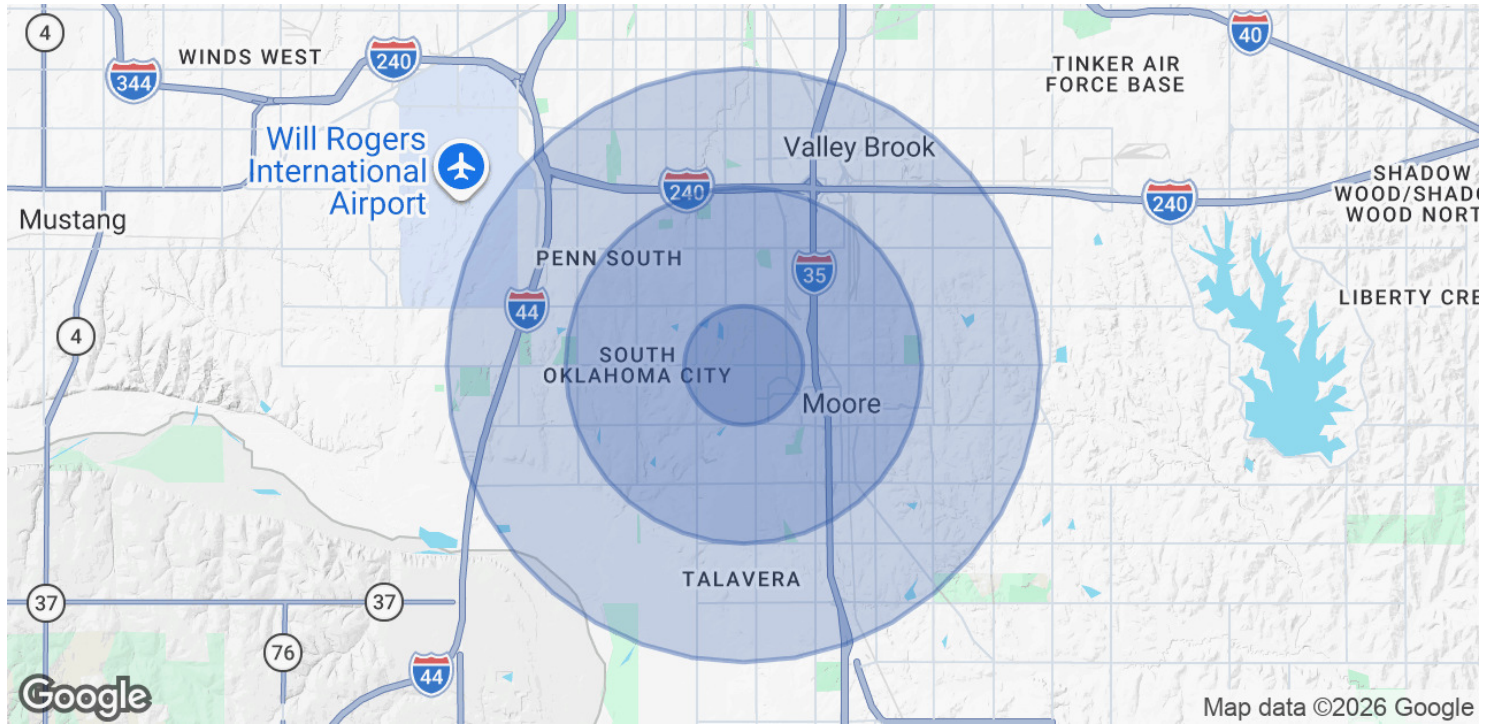 4
WINDS WEST
240
40
344
TINKER AIR
FORCE BASE
Will Rogers
International
Airport
Valley Brook
240
240
SHADOW
WOOD/SHADO
WOOD NORT
Mustang
PENN SOUTH
35
44
LIBERTY CRE
4
SOUTH
OKLAHOMA CITY
Moore
TALAVERA
37
37
76
44
Google
Map data ©2026 Google